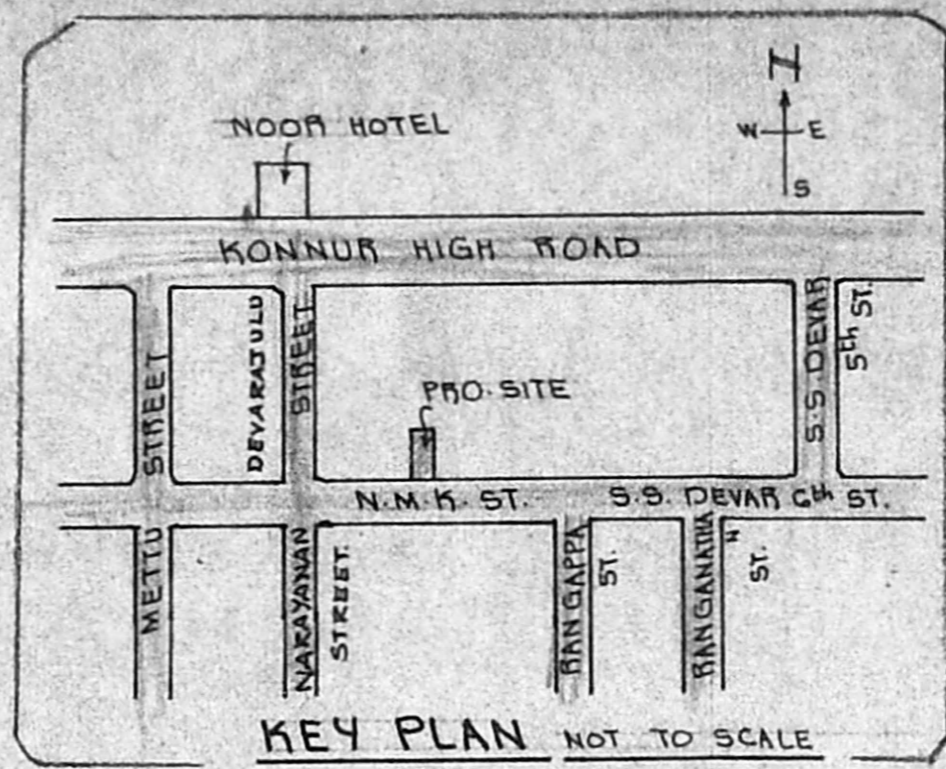 N
W E
S
NOOR HOTEL
KONNUR HIGH ROAD
METTU STREET
DEVARAJULU STREET
PRO. SITE
S.S. DEVAR 5th ST.
N.M.K. ST.
S.S. DEVAR 6th ST.
NARAYANAN STREET
RANGAPPA ST.
RANGANATHAN ST.
KEY PLAN NOT TO SCALE